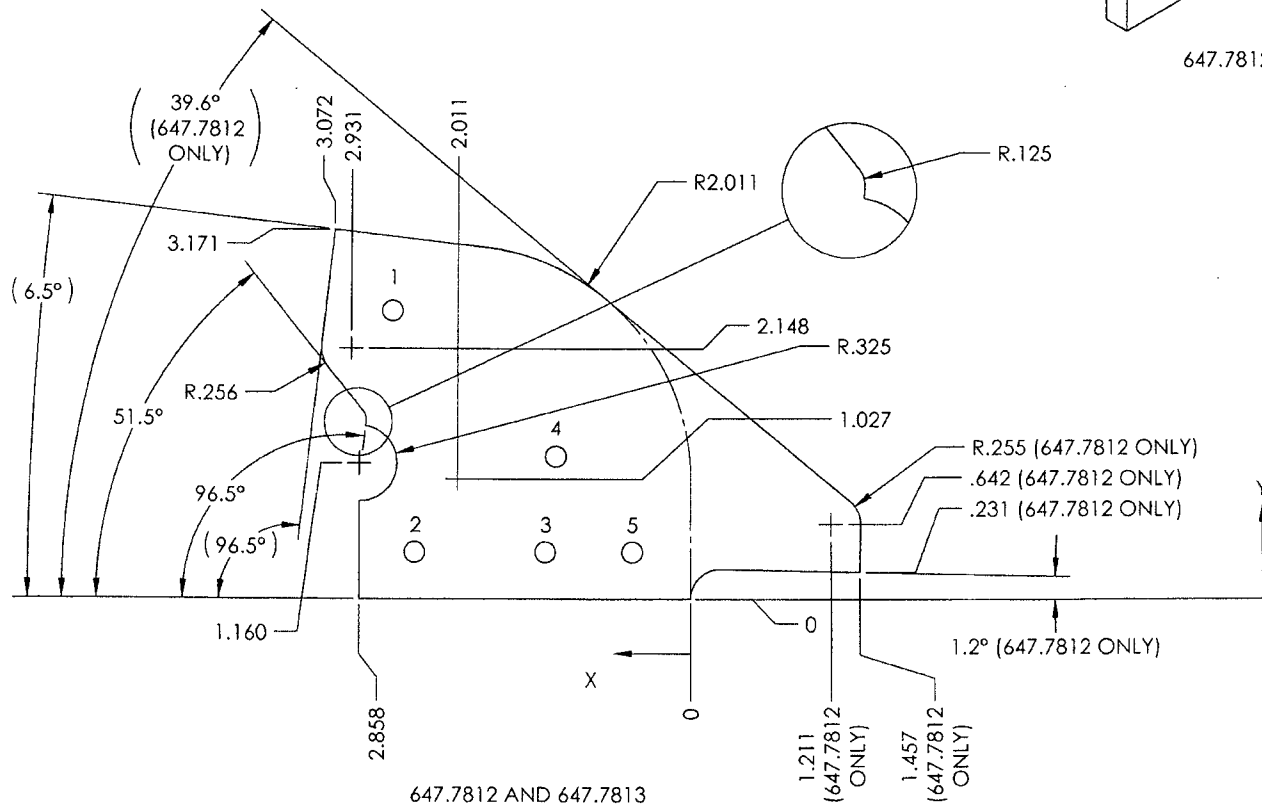 647.7812
39.6°
(647.7812
ONLY)
3.072
2.931
2.011
R.125
R2.011
3.171
1
(6.5°)
2.148
R.325
R.256
51.5°
4
1.027
R.255 (647.7812 ONLY)
.642 (647.7812 ONLY)
.231 (647.7812 ONLY)
96.5°
(96.5°)
2
3
5
1.160
0
1.2° (647.7812 ONLY)
X
2.858
0
1.211
(647.7812
ONLY)
1.457
(647.7812
ONLY)
647.7812 AND 647.7813